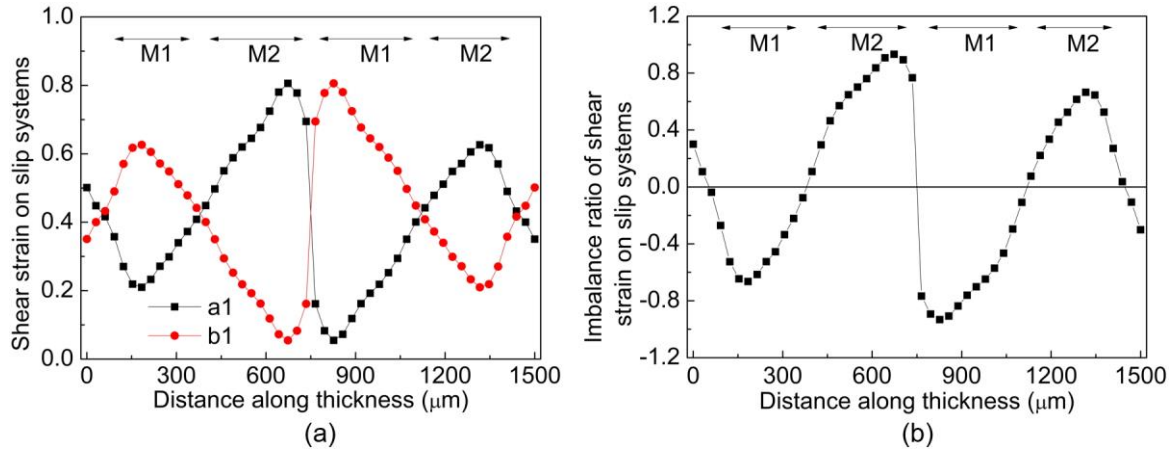 Shear strain on slip systems
1.0
0.8
0.6
0.4
0.2
0.0
M1
M2
M1
M2
a1
b1
0
300
600
900
1200
1500
Distance along thickness (μm)
(a)
Imbalance ratio of shear
strain on slip systems
1.2
0.8
0.4
0.0
-0.4
-0.8
-1.2
M1
M2
M1
M2
0
300
600
900
1200
1500
Distance along thickness (μm)
(b)